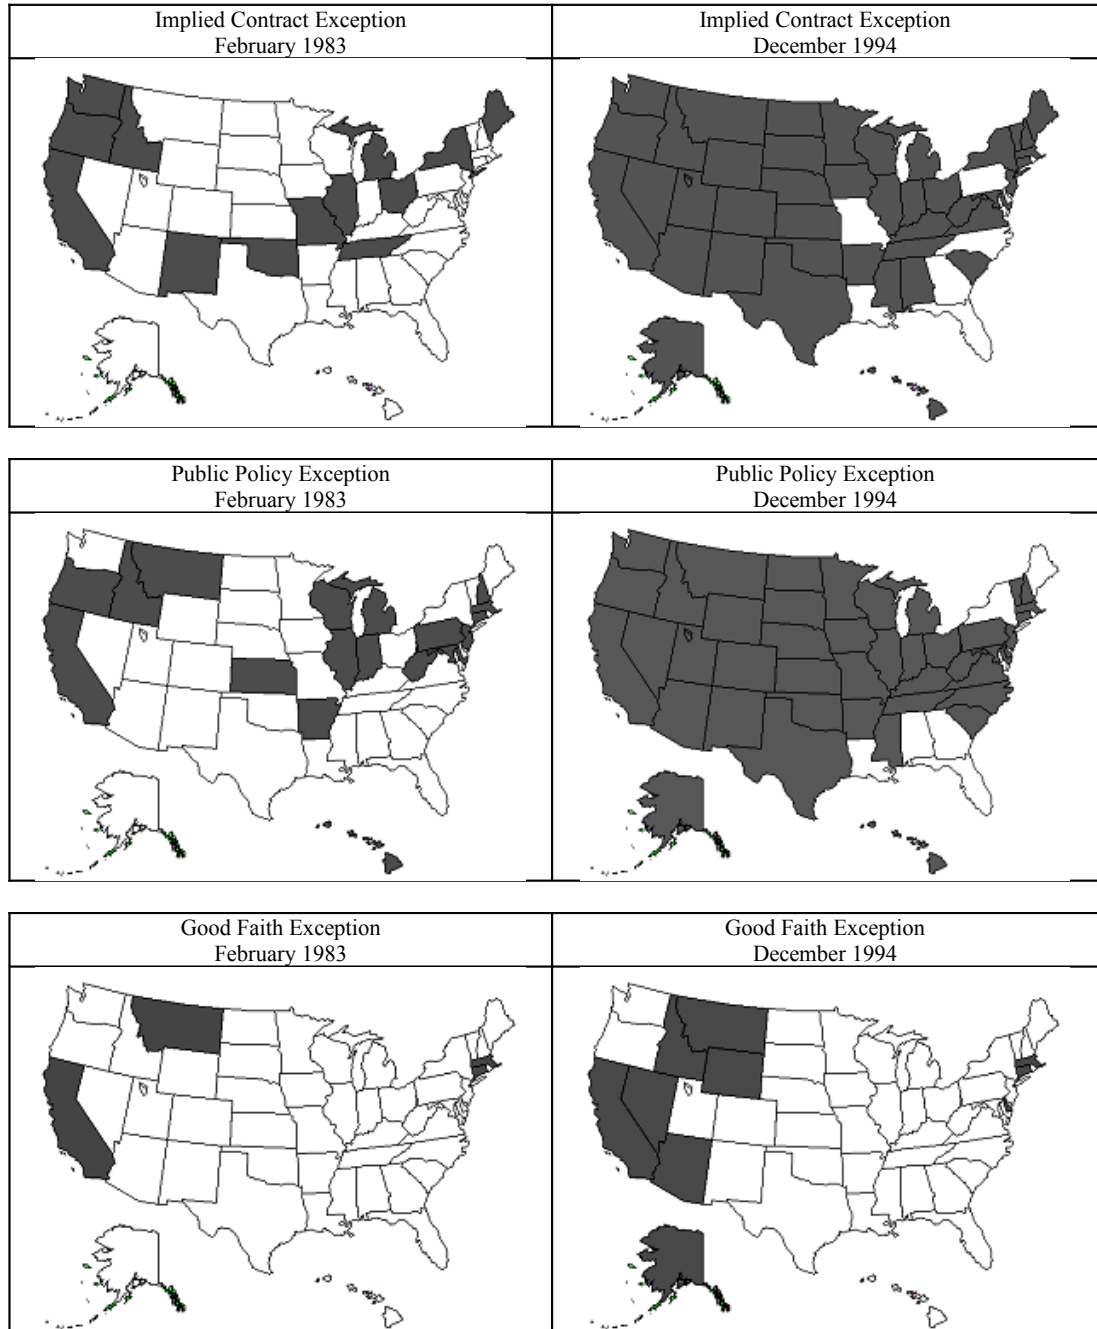 Implied Contract Exception
February 1983
Implied Contract Exception
December 1994
Public Policy Exception
February 1983
Public Policy Exception
December 1994
Good Faith Exception
February 1983
Good Faith Exception
December 1994